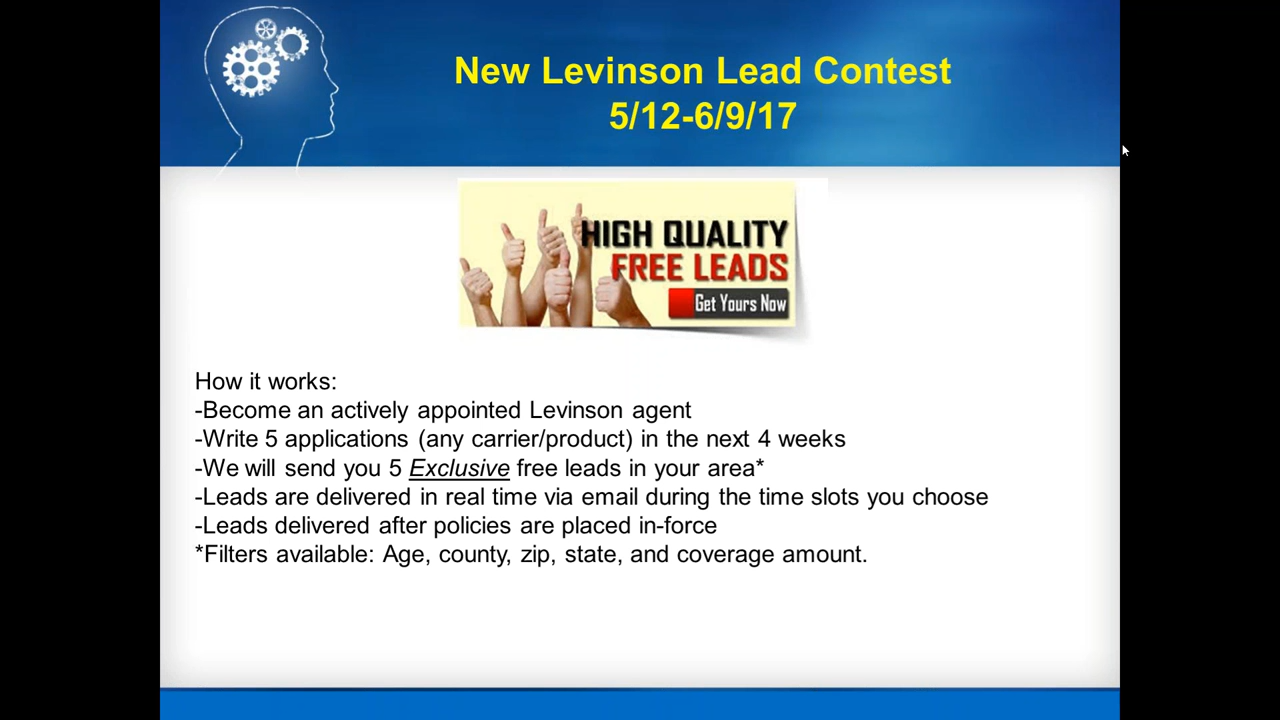 New Levinson Lead Contest
5/12-6/9/17
HIGH QUALITY
FREE LEADS
Get Yours Now
How it works:
-Become an actively appointed Levinson agent
-Write 5 applications (any carrier/product) in the next 4 weeks
-We will send you 5 Exclusive free leads in your area*
-Leads are delivered in real time via email during the time slots you choose
-Leads delivered after policies are placed in-force
*Filters available: Age, county, zip, state, and coverage amount.